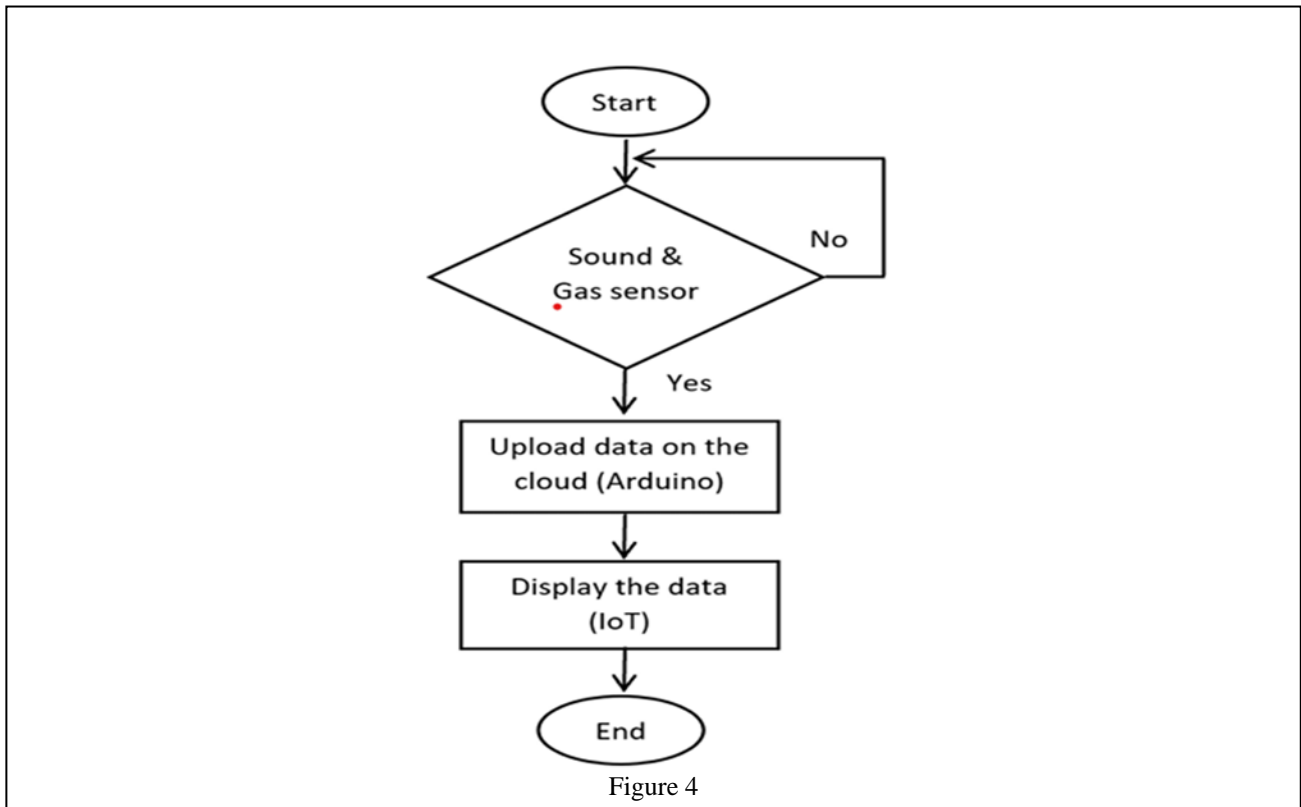 Start
No
Sound &
Gas sensor
Yes
Upload data on the
cloud (Arduino)
Display the data
(IoT)
End
Figure 4